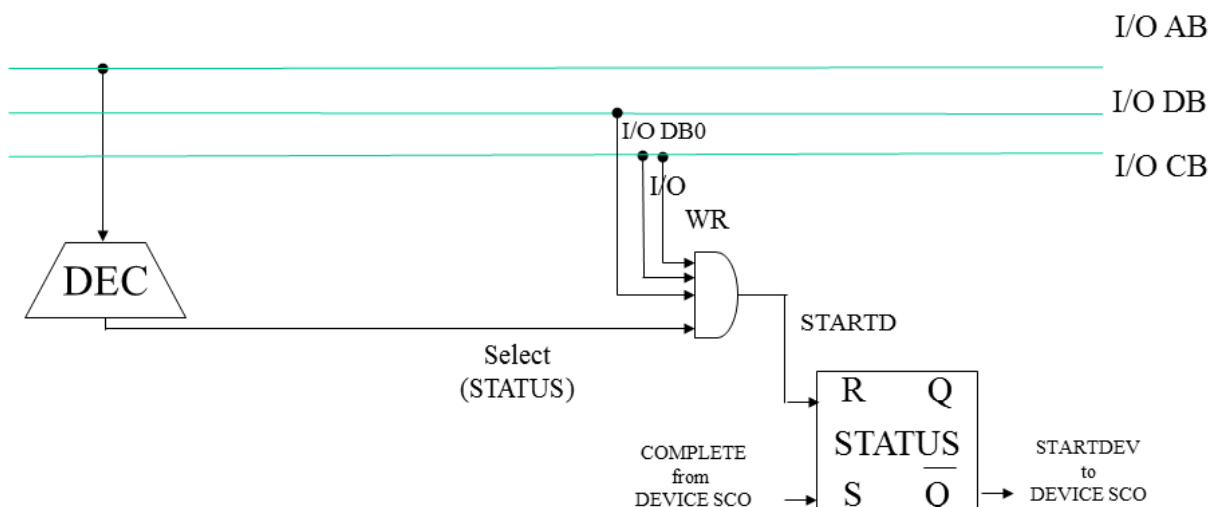 I/O AB
I/O DB
I/O DB0
I/O CB
I/O
WR
DEC
STARTD
Select
(STATUS)
R Q
STATUS
S Q
COMPLETE
from
DEVICE SCO
STARTDEV
to
DEVICE SCO